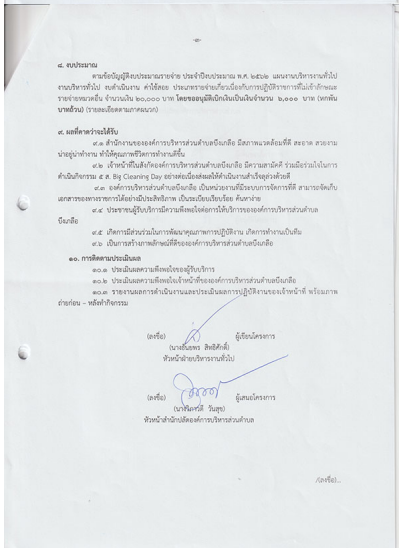 -๕-
๘. งบประมาณ
ตามข้อบัญญัติงบประมาณรายจ่าย ประจำปีงบประมาณ พ.ศ. ๒๕๖๒ แผนงานบริหารงานทั่วไป
งานบริหารทั่วไป งบดำเนินงาน ค่าใช้สอย ประเภทรายจ่ายเกี่ยวเนื่องกับการปฏิบัติราชการที่ไม่เข้าลักษณะ
รายจ่ายหมวดอื่น จำนวนเงิน ๒๐,๐๐๐ บาท โดยขออนุมัติเบิกเงินเป็นเงินจำนวน ๖,๐๐๐ บาท (หกพัน
บาทถ้วน) (รายละเอียดตามภาคผนวก)
๙. ผลที่คาดว่าจะได้รับ
๙.๑ สำนักงานขององค์การบริหารส่วนตำบลบึงเกลือ มีสภาพแวดล้อมที่ดี สะอาด สวยงาม
น่าอยู่น่าทำงาน ทำให้คุณภาพชีวิตการทำงานดีขึ้น
๙.๒ เจ้าหน้าที่ในสังกัดองค์การบริหารส่วนตำบลบึงเกลือ มีความสามัคคี ร่วมมือร่วมใจในการ
ดำเนินกิจกรรม ๕ ส. Big Cleaning Day อย่างต่อเนื่องส่งผลให้ดำเนินงานสำเร็จลุล่วงด้วยดี
๙.๓ องค์การบริหารส่วนตำบลบึงเกลือ เป็นหน่วยงานที่มีระบบการจัดการที่ดี สามารถจัดเก็บ
เอกสารของทางราชการได้อย่างมีประสิทธิภาพ เป็นระเบียบเรียบร้อย ค้นหาง่าย
๙.๔ ประชาชนผู้รับบริการมีความพึงพอใจต่อการให้บริการขององค์การบริหารส่วนตำบล
บึงเกลือ
๙.๕ เกิดการมีส่วนร่วมในการพัฒนาคุณภาพการปฏิบัติงาน เกิดการทำงานเป็นทีม
๙.๖ เป็นการสร้างภาพลักษณ์ที่ดีขององค์การบริหารส่วนตำบลบึงเกลือ
๑๐. การติดตามประเมินผล
๑๐.๑ ประเมินผลความพึงพอใจของผู้รับบริการ
๑๐.๒ ประเมินผลความพึงพอใจเจ้าหน้าที่ขององค์การบริหารส่วนตำบลบึงเกลือ
๑๐.๓ รายงานผลการดำเนินงานและประเมินผลการปฏิบัติงานของเจ้าหน้าที่ พร้อมภาพ
ถ่ายก่อน - หลังทำกิจกรรม
(ลงชื่อ) ผู้เขียนโครงการ
สิทธิศักดิ์)
หัวหน้าฝ่ายบริหารงานทั่วไป
(ลงชื่อ) ผู้เสนอโครงการ
วันสุข)
หัวหน้าสำนักปลัดองค์การบริหารส่วนตำบล
/(ลงชื่อ)...